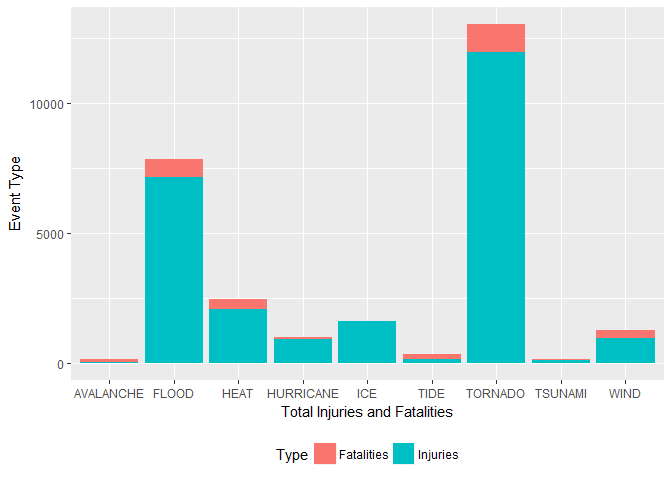 Event Type
10000
5000
0
AVALANCHE FLOOD HEAT HURRICANE ICE TIDE TORNADO TSUNAMI WIND
Total Injuries and Fatalities
Type Fatalities Injuries